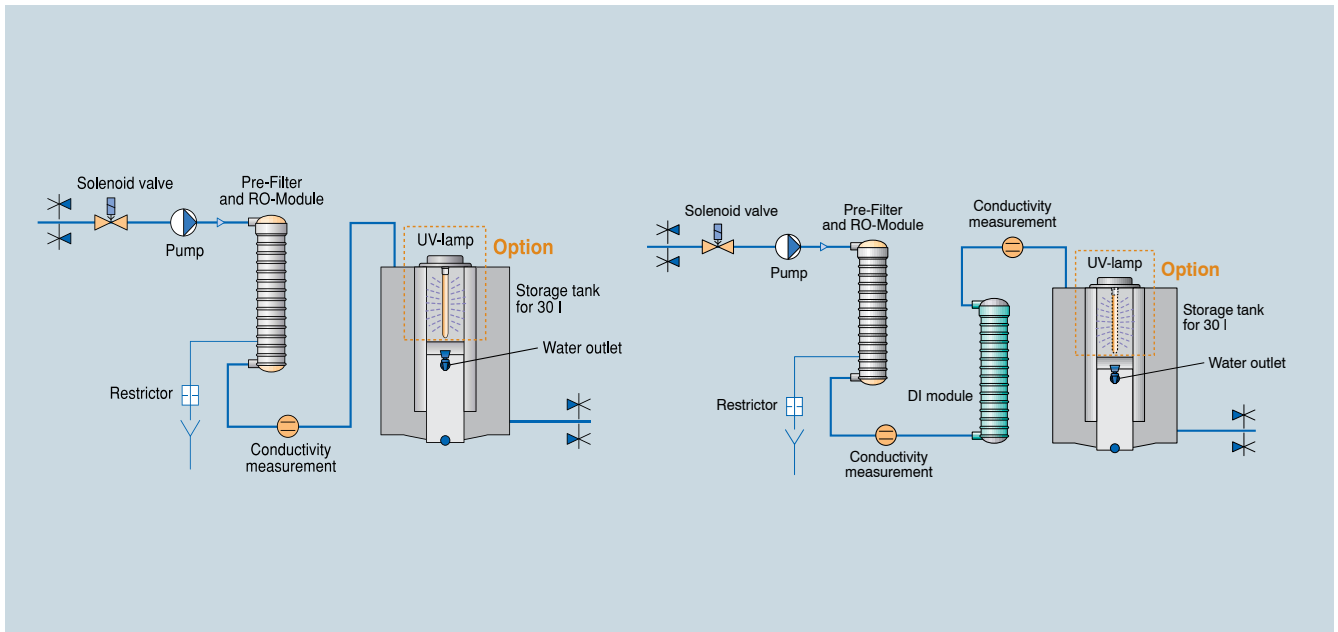 Solenoid valve
Pre-Filter
and RO-Module
Pump
UV-lamp
Option
Storage tank
for 30 l
Water outlet
Restrictor
Conductivity
measurement
Solenoid valve
Pre-Filter
and RO-Module
Pump
Conductivity
measurement
UV-lamp
Option
Storage tank
for 30 l
Water outlet
DI module
Restrictor
Conductivity
measurement